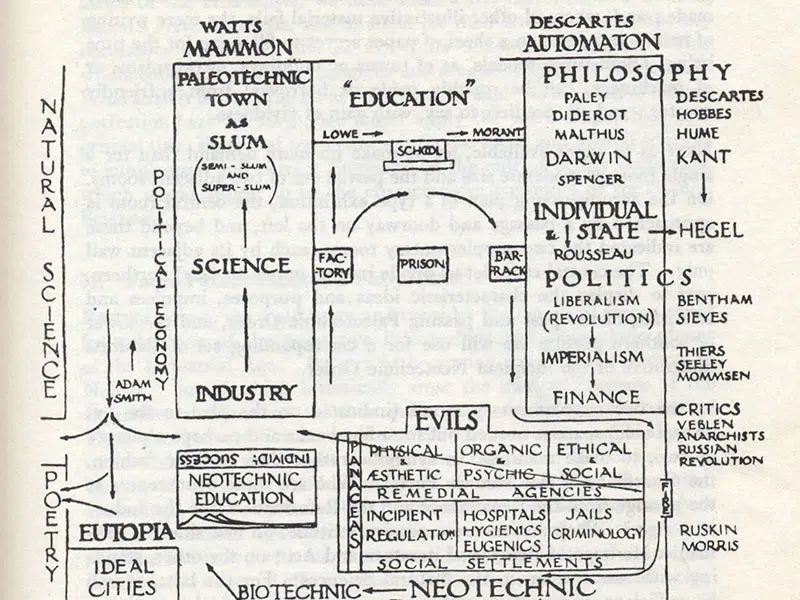 WATTS
MAMMON
DESCARTES
AUTOMATON
NATURAL SCIENCE
POLITICAL ECONOMY
ADAM
SMITH
PALEOTECHNIC
TOWN
AS
SLUM
(SEMI-SLUM
AND
SUPER-SLUM)
SCIENCE
INDUSTRY
EDUCATION"
LOWE
MORANT
SCHOOL
FAC-
TORY
PRISON
BAR-
RACK
PHILOSOPHY
PALEY
DIDEROT
MALTHUS
DARWIN
SPENCER
DESCARTES
HOBBES
HUME
KANT
INDIVIDUAL
& STATE
HEGEL
ROUSSEAU
POLITICS
LIBERALISM
(REVOLUTION)
BENTHAM
SIEYES
IMPERIALISM
THIERS
SEELEY
MOMMSEN
FINANCE
CRITICS
VEBLEN
ANARCHISTS
RUSSIAN
REVOLUTION
POETRY
EUTOPIA
IDEAL
CITIES
INDIVID: SUCCESS
NEOTECHNIC
EDUCATION
EVILS
PANACEAS
PHYSICAL ORGANIC ETHICAL
& & &
ÆSTHETIC PSYCHIC SOCIAL
REMEDIAL AGENCIES
INCIPIENT HOSPITALS JAILS
REGULATION HYGIENICS CRIMINOLOGY
EUGENICS
SOCIAL SETTLEMENTS
RUSKIN
MORRIS
BIOTECHNIC
NEOTECHNIC